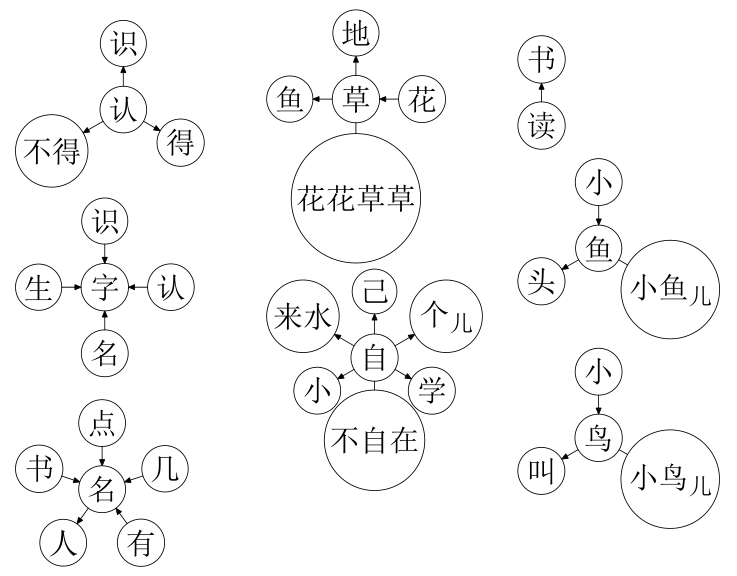 识
认
不得
得
识
生
字
认
名
点
书
名
几
人
有
地
鱼
草
花
花花草草
己
来水
个儿
自
小
学
不自在
书
读
小
鱼
头
小鱼儿
小
鸟
叫
小鸟儿